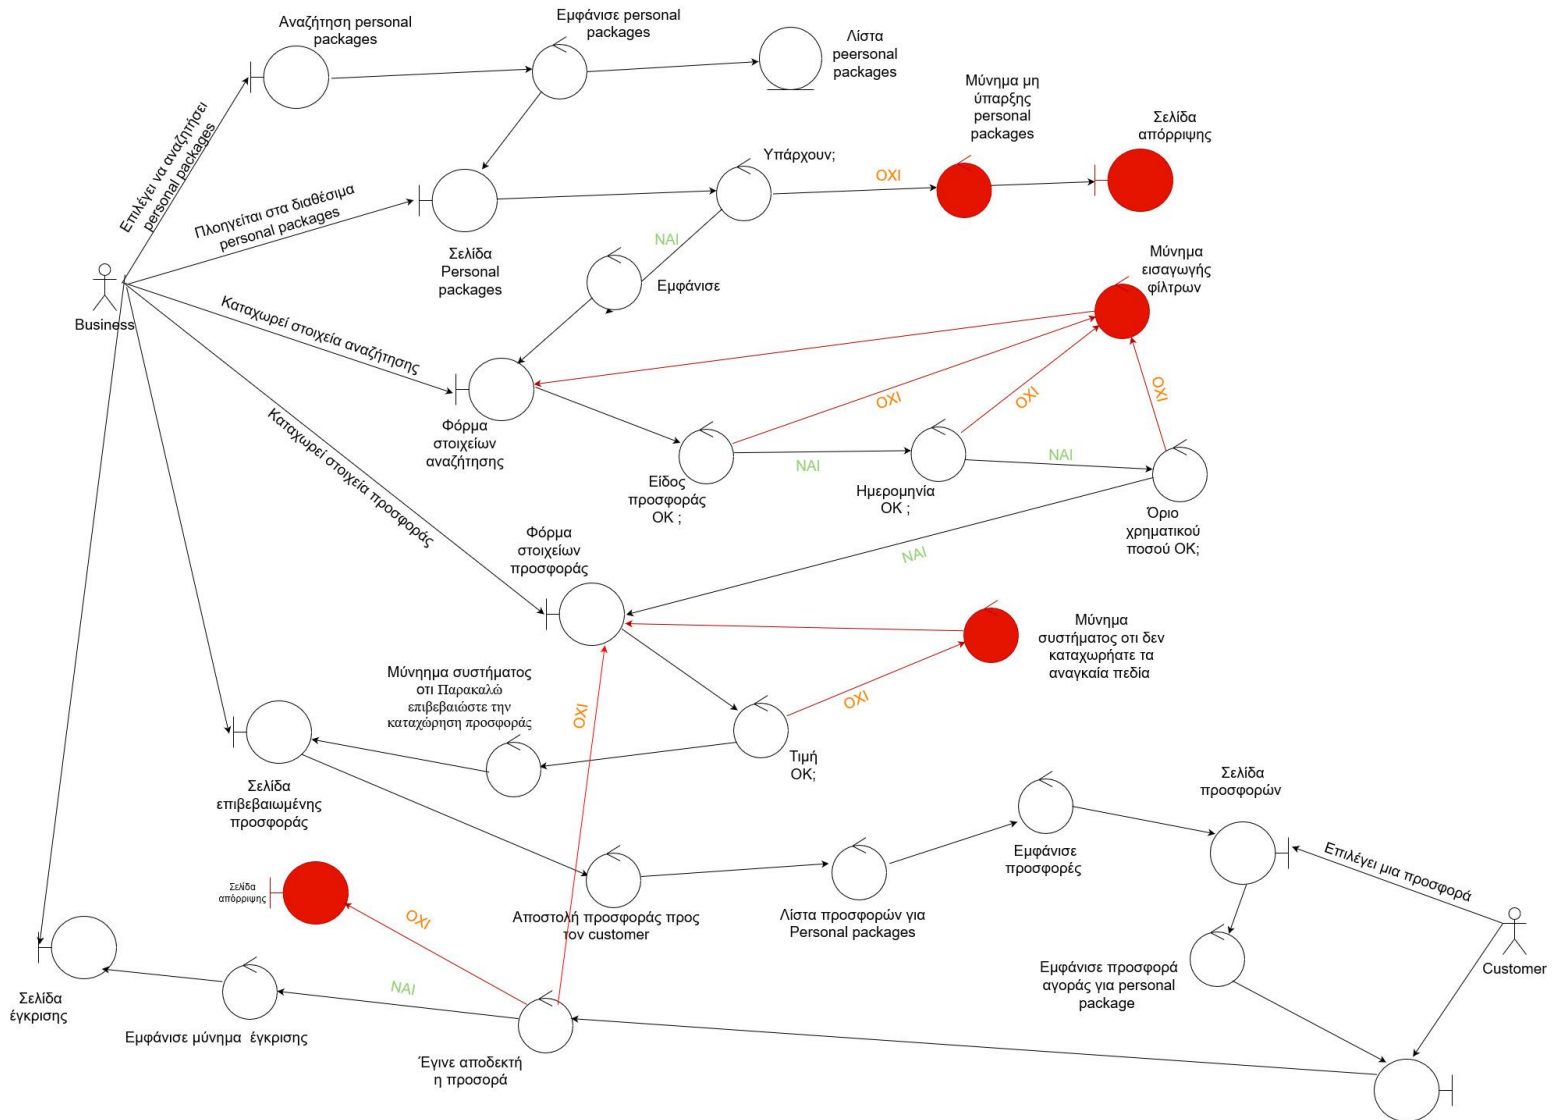 Αναζήτηση personal
packages
Εμφάνισε personal
packages
Λίστα
peersonal
packages
Μύνημα μη
ύπαρξης
personal
packages
Σελίδα
απόρριψης
Επιλέγει να αναζητήσει
personal packages
Υπάρχουν;
ΟΧΙ
Πλοηγείται στα διαθέσιμα
personal packages
Σελίδα
Personal
packages
ΝΑΙ
Εμφάνισε
Μύνημα
εισαγωγής
φίλτρων
Business
Καταχωρεί στοιχεία αναζήτησης
ΟΧΙ
ΟΧΙ
ΟΧΙ
Φόρμα
στοιχείων
αναζήτησης
Καταχωρεί στοιχεία προσφοράς
ΝΑΙ
ΝΑΙ
Είδος
προσφοράς
ΟΚ ;
Ημερομηνία
ΟΚ ;
Όριο
χρηματικού
ποσού ΟΚ;
Φόρμα
στοιχείων
προσφοράς
ΝΑΙ
Μύνημα
συστήματος οτι δεν
καταχωρήατε τα
αναγκαία πεδία
Μύνηημα συστήματος
οτι Παρακαλώ
επιβεβαιώστε την
καταχώρηση προσφοράς
ΟΧΙ
ΟΧΙ
Τιμή
ΟΚ;
Σελίδα
επιβεβαιωμένης
προσφοράς
Σελίδα
προσφορών
Εμφάνισε
προσφορές
Επιλέγει μια προσφορά
Σελίδα
απόρριψης
ΟΧΙ
Αποστολή προσφοράς προς
τον customer
Λίστα προσφορών για
Personal packages
Εμφάνισε προσφορά
αγοράς για personal
package
Customer
Σελίδα
έγκρισης
ΝΑΙ
Εμφάνισε μύνημα έγκρισης
Έγινε αποδεκτή
η προσορά